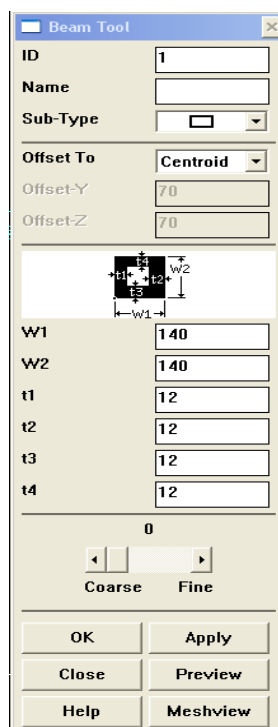 Beam Tool
ID 1
Name
Sub-Type
Offset To Centroid
Offset-Y 70
Offset-Z 70
t4
t1 t2 W2
t3
W1
W1 140
W2 140
t1 12
t2 12
t3 12
t4 12
0
Coarse Fine
OK Apply
Close Preview
Help Meshview